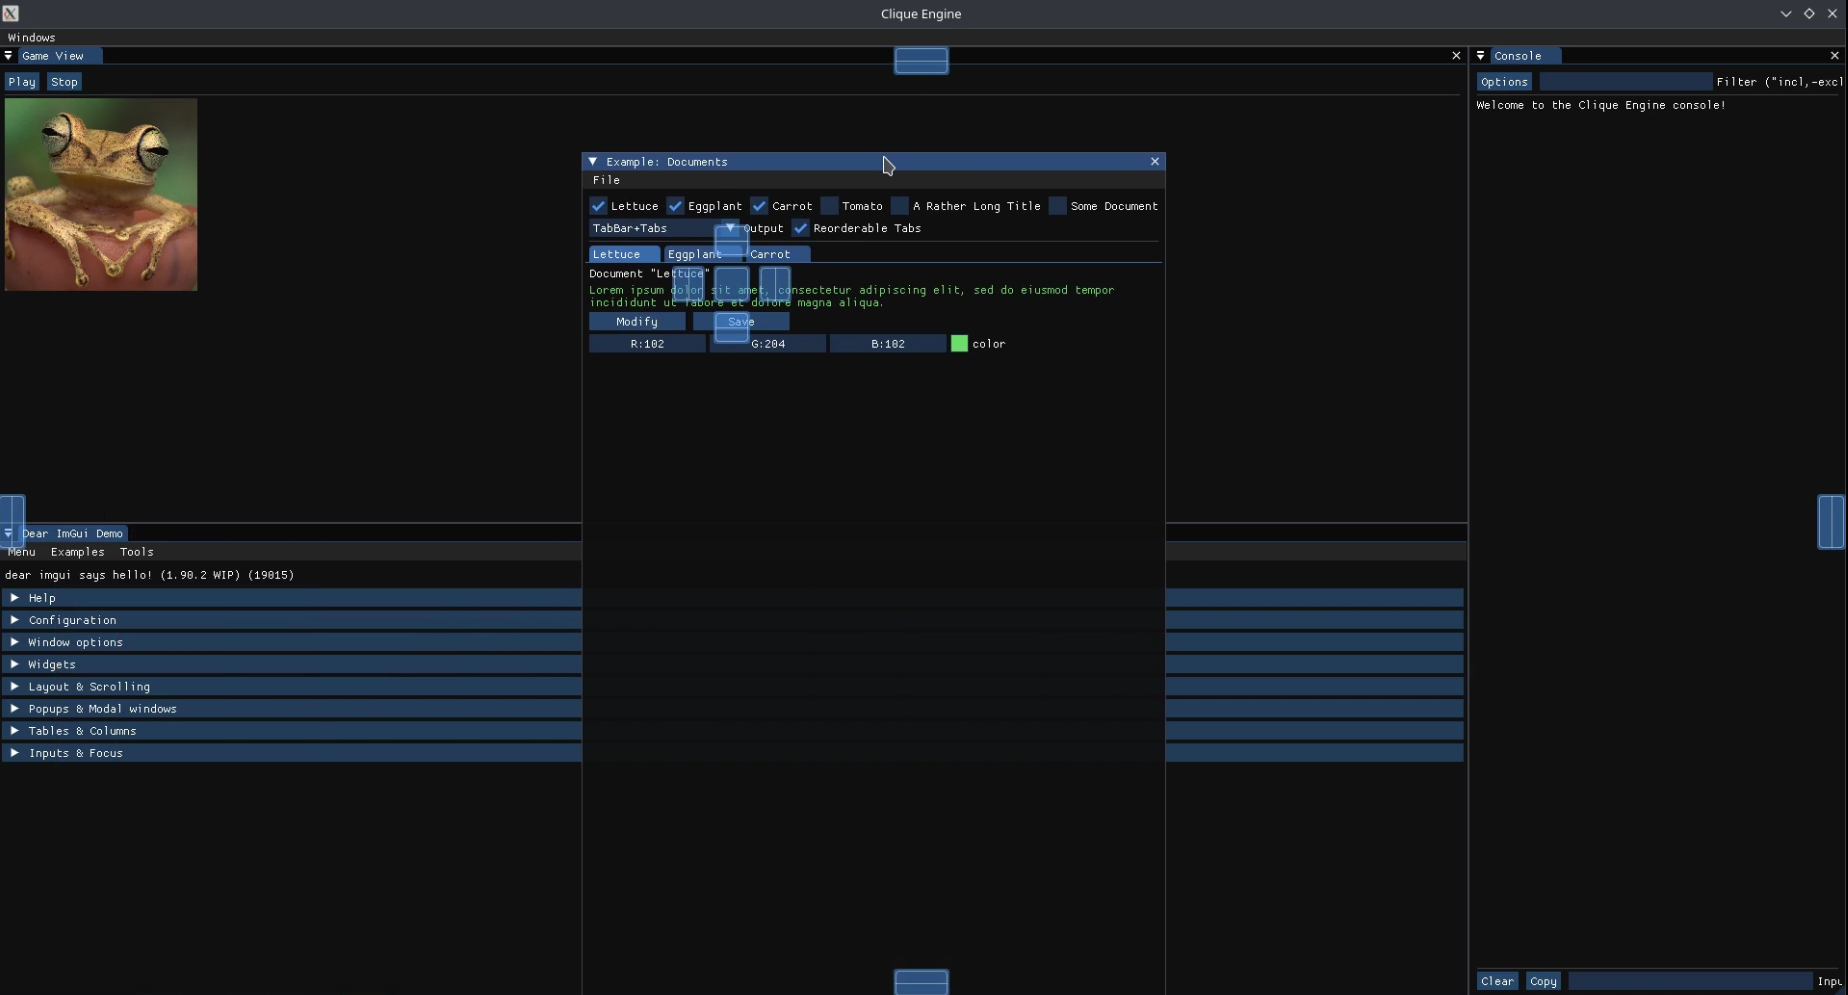 Clique Engine
Windows
Game View
Play Stop
Console
Options Filter ("incl,-excl
Welcome to the Clique Engine console!
Example: Documents
File
Lettuce Eggplant Carrot Tomato A Rather Long Title Some Document
TabBar+Tabs Output Reorderable Tabs
Lettuce Eggplant Carrot
Document "Lettuce"
Lorem ipsum dolor sit amet, consectetur adipiscing elit, sed do eiusmod tempor
incididunt ut labore et dolore magna aliqua.
Modify Save
R:102 G:204 B:102 color
Dear ImGui Demo
Menu Examples Tools
dear imgui says hello! (1.90.2 WIP) (19015)
Help
Configuration
Window options
Widgets
Layout & Scrolling
Popups & Modal windows
Tables & Columns
Inputs & Focus
Clear Copy Inpu